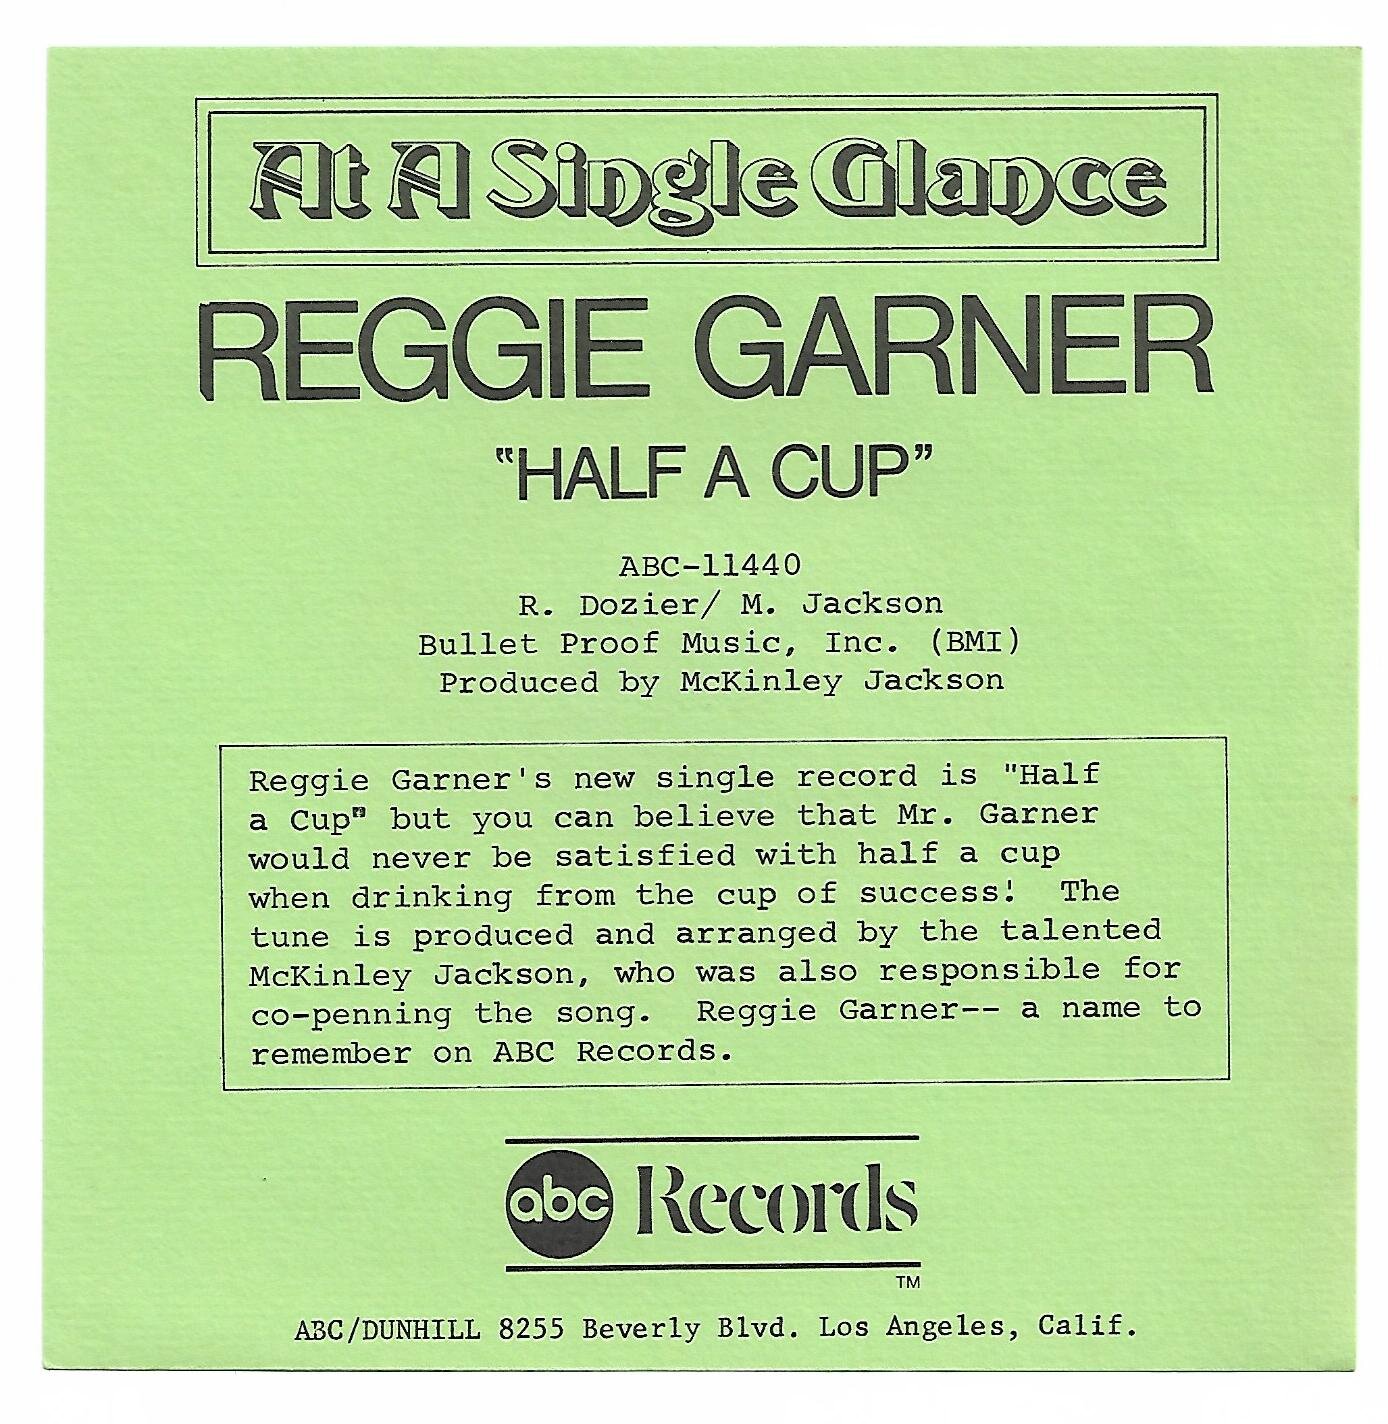 At A Single Glance
REGGIE GARNER
"HALF A CUP"
ABC-11440
R. Dozier/ M. Jackson
Bullet Proof Music, Inc. (BMI)
Produced by McKinley Jackson
Reggie Garner's new single record is "Half
a Cup" but you can believe that Mr. Garner
would never be satisfied with half a cup
when drinking from the cup of success!  The
tune is produced and arranged by the talented
McKinley Jackson, who was also responsible for
co-penning the song.  Reggie Garner-- a name to
remember on ABC Records.
abc Records
TM
ABC/DUNHILL 8255 Beverly Blvd. Los Angeles, Calif.